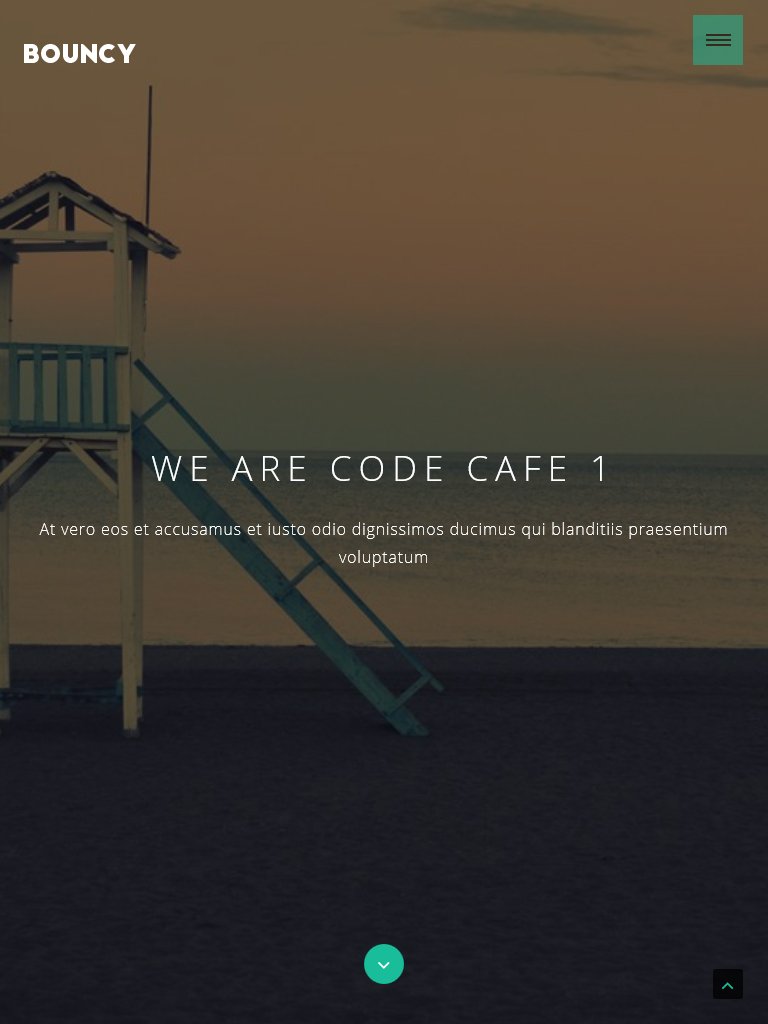 BOUNCY
WE ARE CODE CAFE 1
At vero eos et accusamus et iusto odio dignissimos ducimus qui blanditiis praesentium
voluptatum